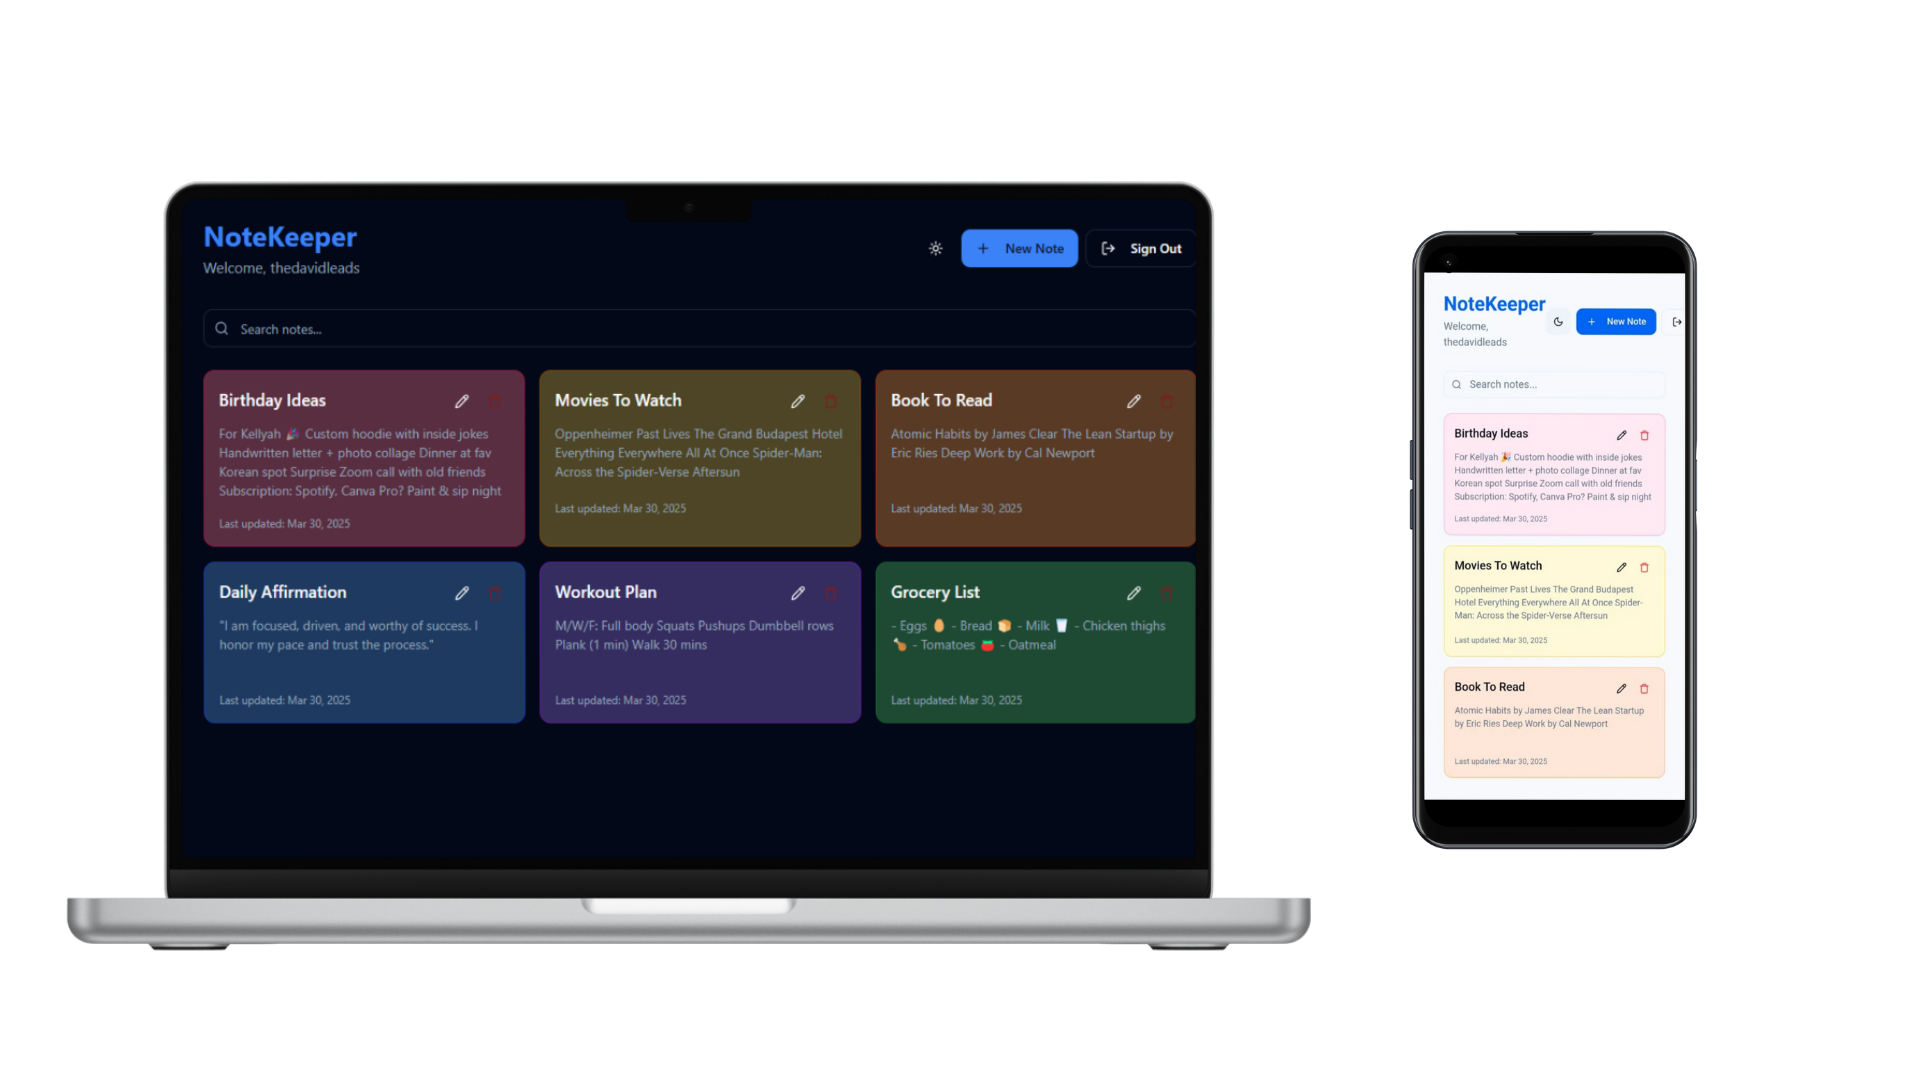 NoteKeeper
Welcome, thedavidleads
New Note
Sign Out
Search notes...
Birthday Ideas
For Kellyah 🎉 Custom hoodie with inside jokes
Handwritten letter + photo collage Dinner at fav
Korean spot Surprise Zoom call with old friends
Subscription: Spotify, Canva Pro? Paint & sip night
Last updated: Mar 30, 2025
Movies To Watch
Oppenheimer Past Lives The Grand Budapest Hotel
Everything Everywhere All At Once Spider-Man:
Across the Spider-Verse Aftersun
Last updated: Mar 30, 2025
Book To Read
Atomic Habits by James Clear The Lean Startup by
Eric Ries Deep Work by Cal Newport
Last updated: Mar 30, 2025
Daily Affirmation
"I am focused, driven, and worthy of success. I
honor my pace and trust the process."
Last updated: Mar 30, 2025
Workout Plan
M/W/F: Full body Squats Pushups Dumbbell rows
Plank (1 min) Walk 30 mins
Last updated: Mar 30, 2025
Grocery List
- Eggs 🥚 - Bread 🍞 - Milk 🥛 - Chicken thighs
🍗 - Tomatoes 🍅 - Oatmeal
Last updated: Mar 30, 2025
NoteKeeper
Welcome,
thedavidleads
New Note
Search notes...
Birthday Ideas
For Kellyah 🎉 Custom hoodie with inside jokes
Handwritten letter + photo collage Dinner at fav
Korean spot Surprise Zoom call with old friends
Subscription: Spotify, Canva Pro? Paint & sip night
Last updated: Mar 30, 2025
Movies To Watch
Oppenheimer Past Lives The Grand Budapest
Hotel Everything Everywhere All At Once Spider-
Man: Across the Spider-Verse Aftersun
Last updated: Mar 30, 2025
Book To Read
Atomic Habits by James Clear The Lean Startup
by Eric Ries Deep Work by Cal Newport
Last updated: Mar 30, 2025